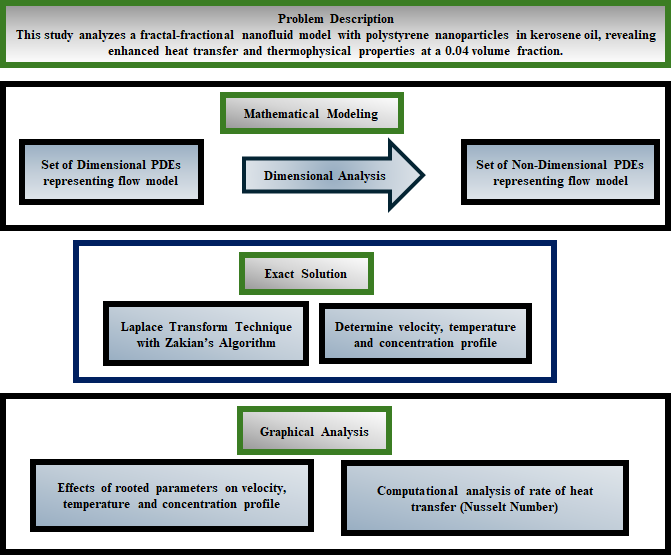 Problem Description
This study analyzes a fractal-fractional nanofluid model with polystyrene nanoparticles in kerosene oil, revealing
enhanced heat transfer and thermophysical properties at a 0.04 volume fraction.
Mathematical Modeling
Set of Dimensional PDEs
representing flow model
Dimensional Analysis
Set of Non-Dimensional PDEs
representing flow model
Exact Solution
Laplace Transform Technique
with Zakian's Algorithm
Determine velocity, temperature
and concentration profile
Graphical Analysis
Effects of rooted parameters on velocity,
temperature and concentration profile
Computational analysis of rate of heat
transfer (Nusselt Number)